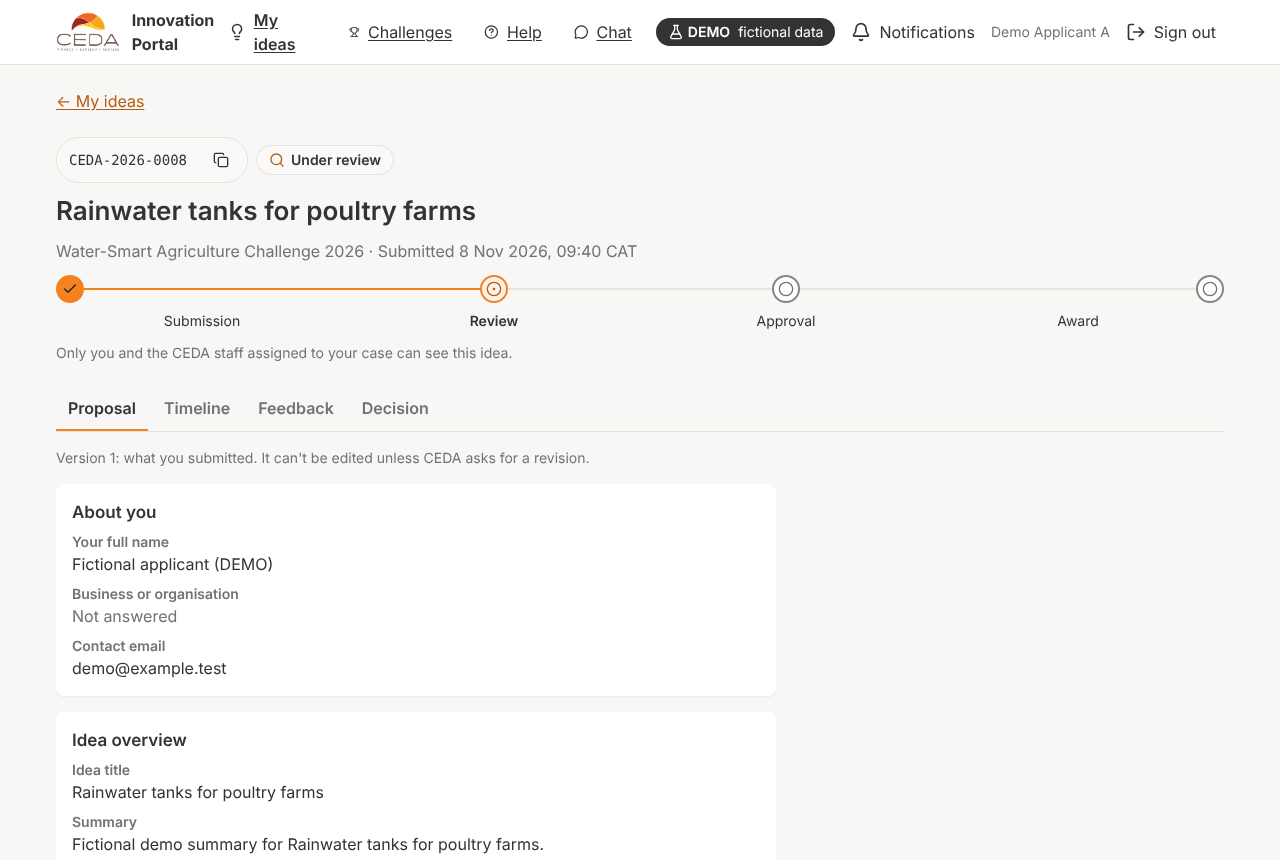 CEDA
Innovation Portal
My ideas
Challenges
Help
Chat
DEMO fictional data
Notifications
Demo Applicant A
Sign out
← My ideas
CEDA-2026-0008
Under review
Rainwater tanks for poultry farms
Water-Smart Agriculture Challenge 2026 · Submitted 8 Nov 2026, 09:40 CAT
Submission
Review
Approval
Award
Only you and the CEDA staff assigned to your case can see this idea.
Proposal
Timeline
Feedback
Decision
Version 1: what you submitted. It can't be edited unless CEDA asks for a revision.
About you
Your full name
Fictional applicant (DEMO)
Business or organisation
Not answered
Contact email
demo@example.test
Idea overview
Idea title
Rainwater tanks for poultry farms
Summary
Fictional demo summary for Rainwater tanks for poultry farms.